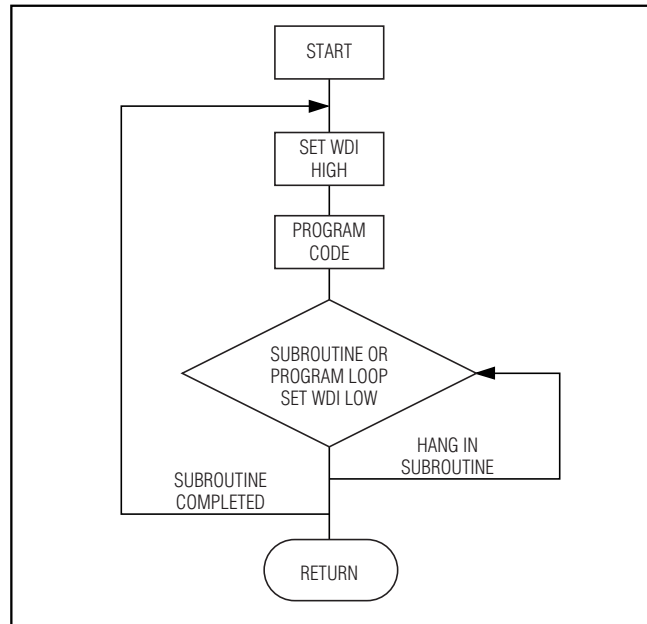 START
SET WDI
HIGH
PROGRAM
CODE
SUBROUTINE OR
PROGRAM LOOP
SET WDI LOW
HANG IN
SUBROUTINE
SUBROUTINE
COMPLETED
RETURN